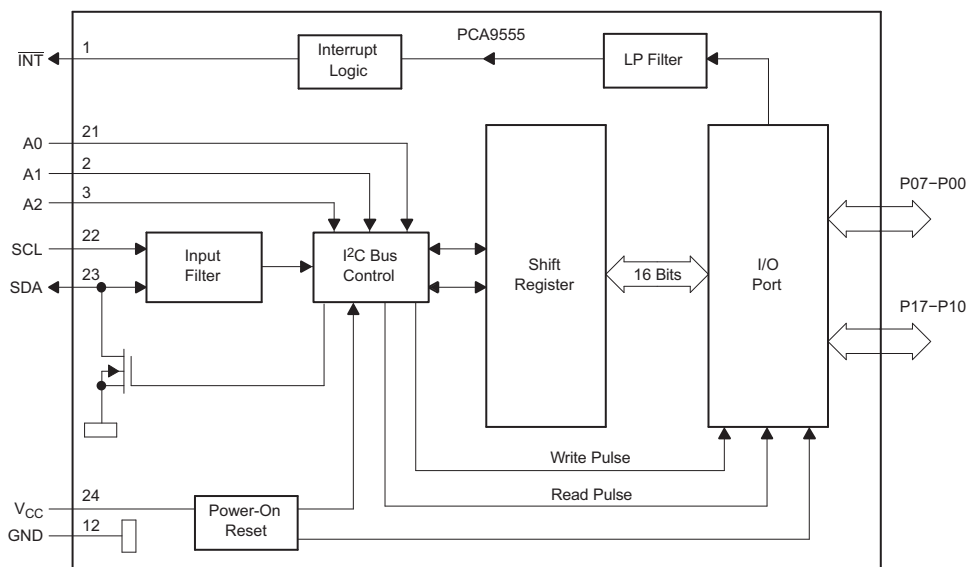 PCA9555
INT
1
Interrupt
Logic
LP Filter
A0
21
A1
2
A2
3
SCL
22
SDA
23
Input
Filter
I²C Bus
Control
Shift
Register
16 Bits
I/O
Port
P07−P00
P17−P10
Write Pulse
Read Pulse
VCC
24
GND
12
Power-On
Reset